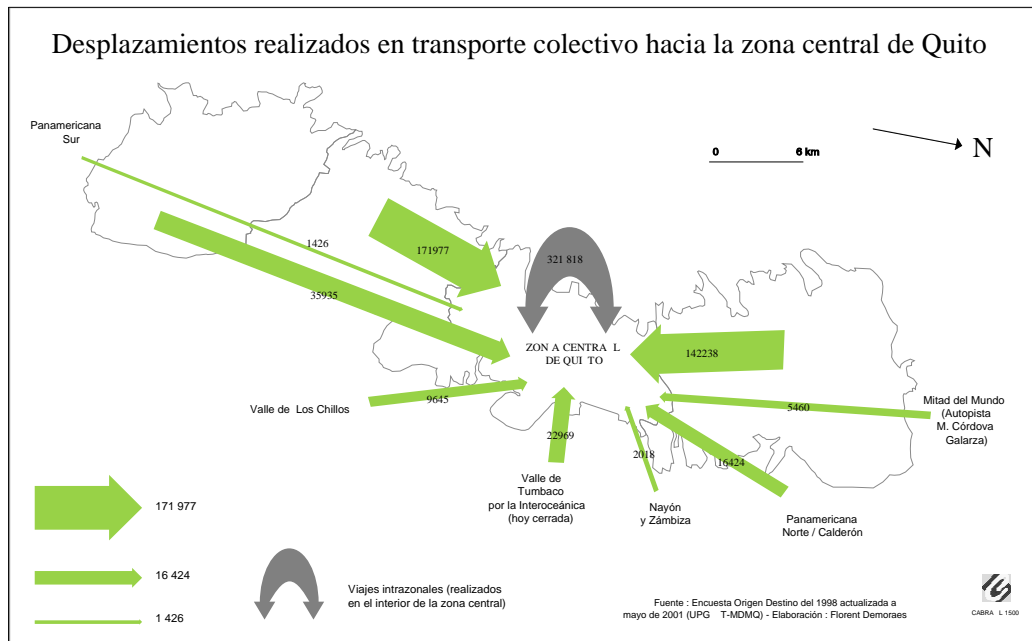 Desplazamientos realizados en transporte colectivo hacia la zona central de Quito
Panamericana
Sur
0 6 km
N
1426
171977
321 818
35935
ZON A CENTRA L
DE QUI TO
142238
Valle de Los Chillos
9645
5460
Mitad del Mundo
(Autopista
M. Córdova
Galarza)
22969
2018
16424
Valle de
Tumbaco
por la Interoceánica
(hoy cerrada)
Nayón
y Zámbiza
Panamericana
Norte / Calderón
171 977
16 424
1 426
Viajes intrazonales (realizados
en el interior de la zona central)
Fuente : Encuesta Origen Destino del 1998 actualizada a
mayo de 2001 (UPG T-MDMQ) - Elaboración : Florent Demoraes
CABRA L 1500